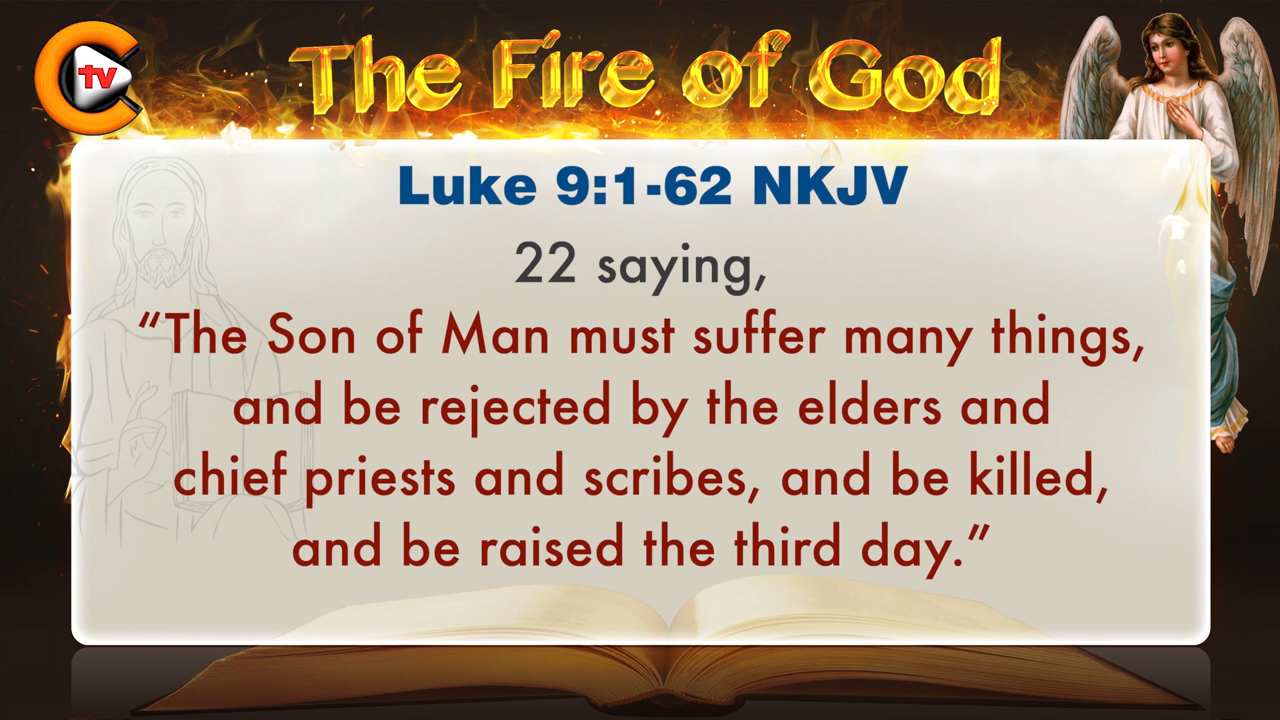 tv
The Fire of God
Luke 9:1-62 NKJV
22 saying,
“The Son of Man must suffer many things,
and be rejected by the elders and
chief priests and scribes, and be killed,
and be raised the third day.”